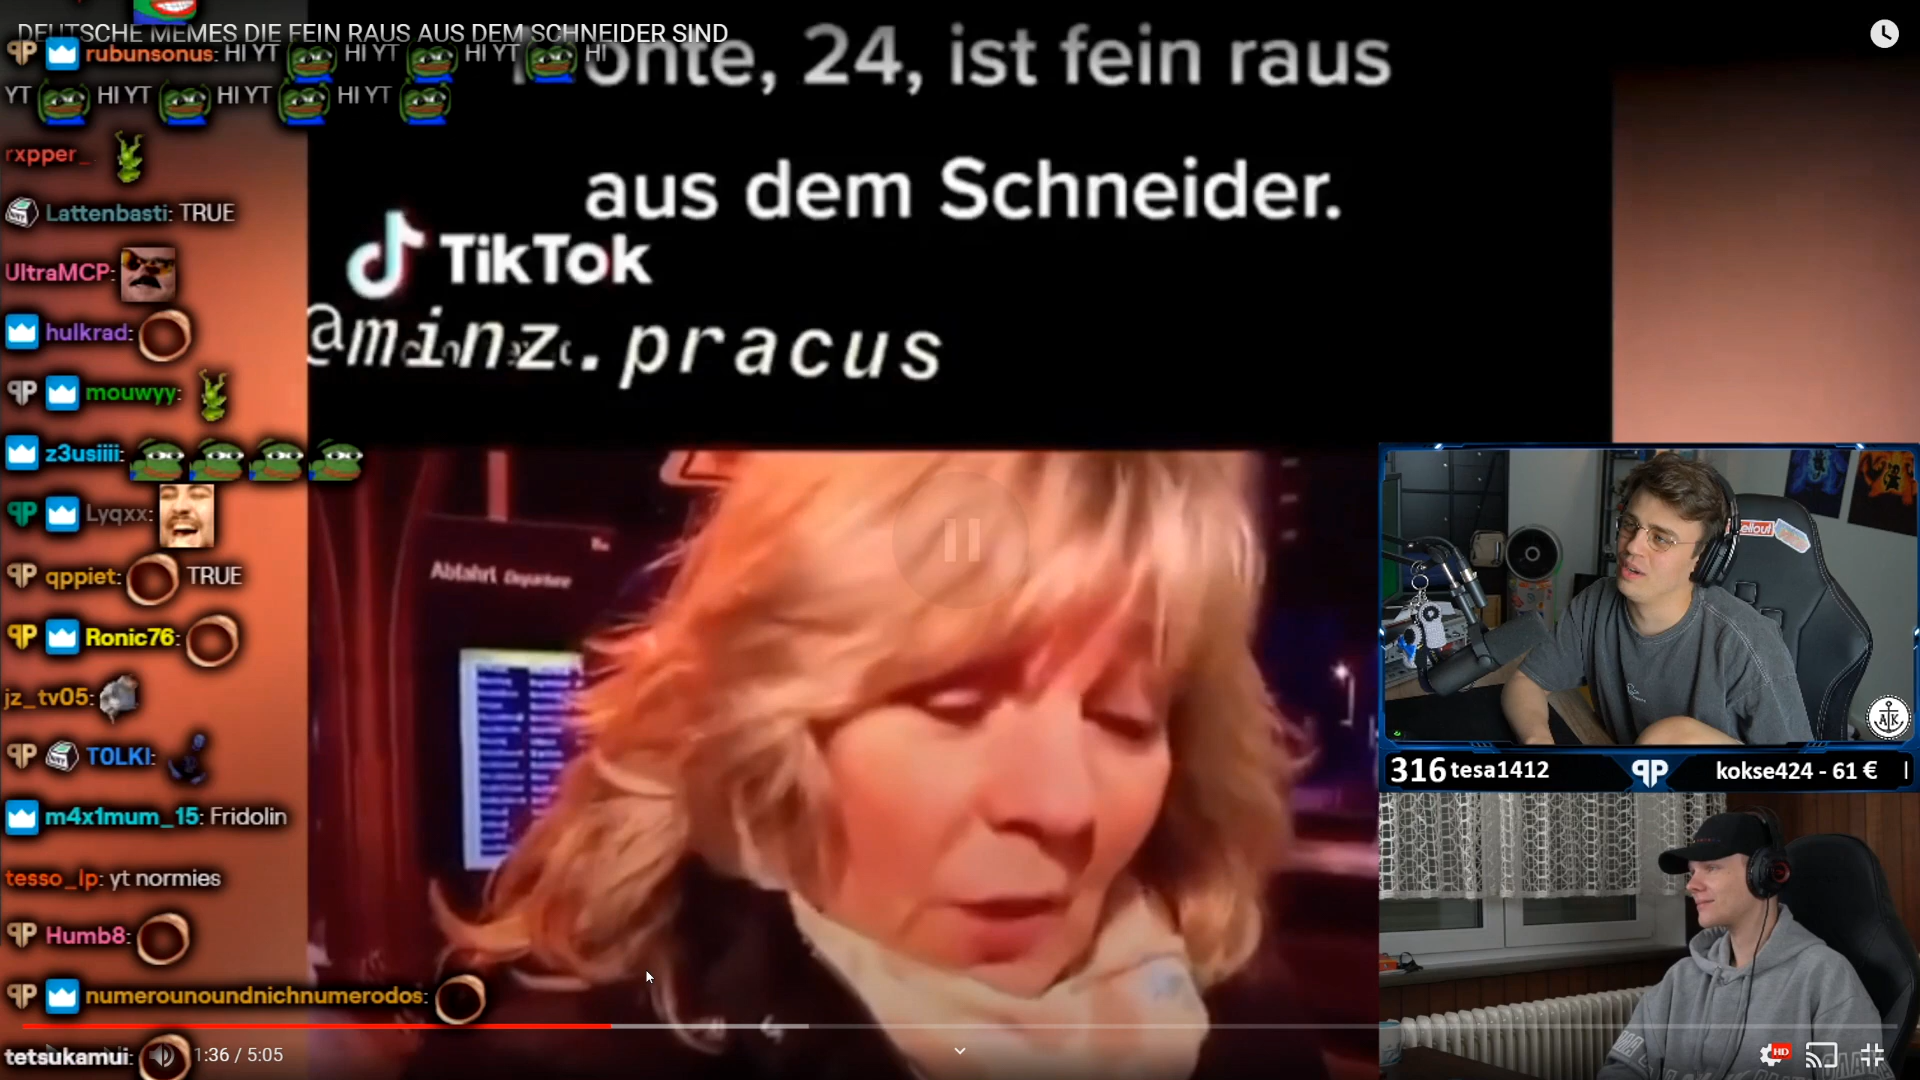 DEUTSCHE MEMES DIE FEIN RAUS AUS DEM SCHNEIDER SIND
rubunsonus: HI YT HI YT HI YT HI
YT HI YT HI YT HI YT
onte, 24, ist fein raus
aus dem Schneider.
TikTok
@minz.pracus
rxpper_:
Lattenbasti: TRUE
UltraMCP:
hulkrad:
mouwyy:
z3usiiii:
Lyqxx:
qppiet: TRUE
Ronic76:
jz_tv05:
TOLKI:
m4x1mum_15: Fridolin
tesso_lp: yt normies
Humb8:
numerounoundnichnumerodos:
tetsukamui:
1:36 / 5:05
Abfahrt Departure
316 tesa1412
kokse424 - 61 €
AK
HD